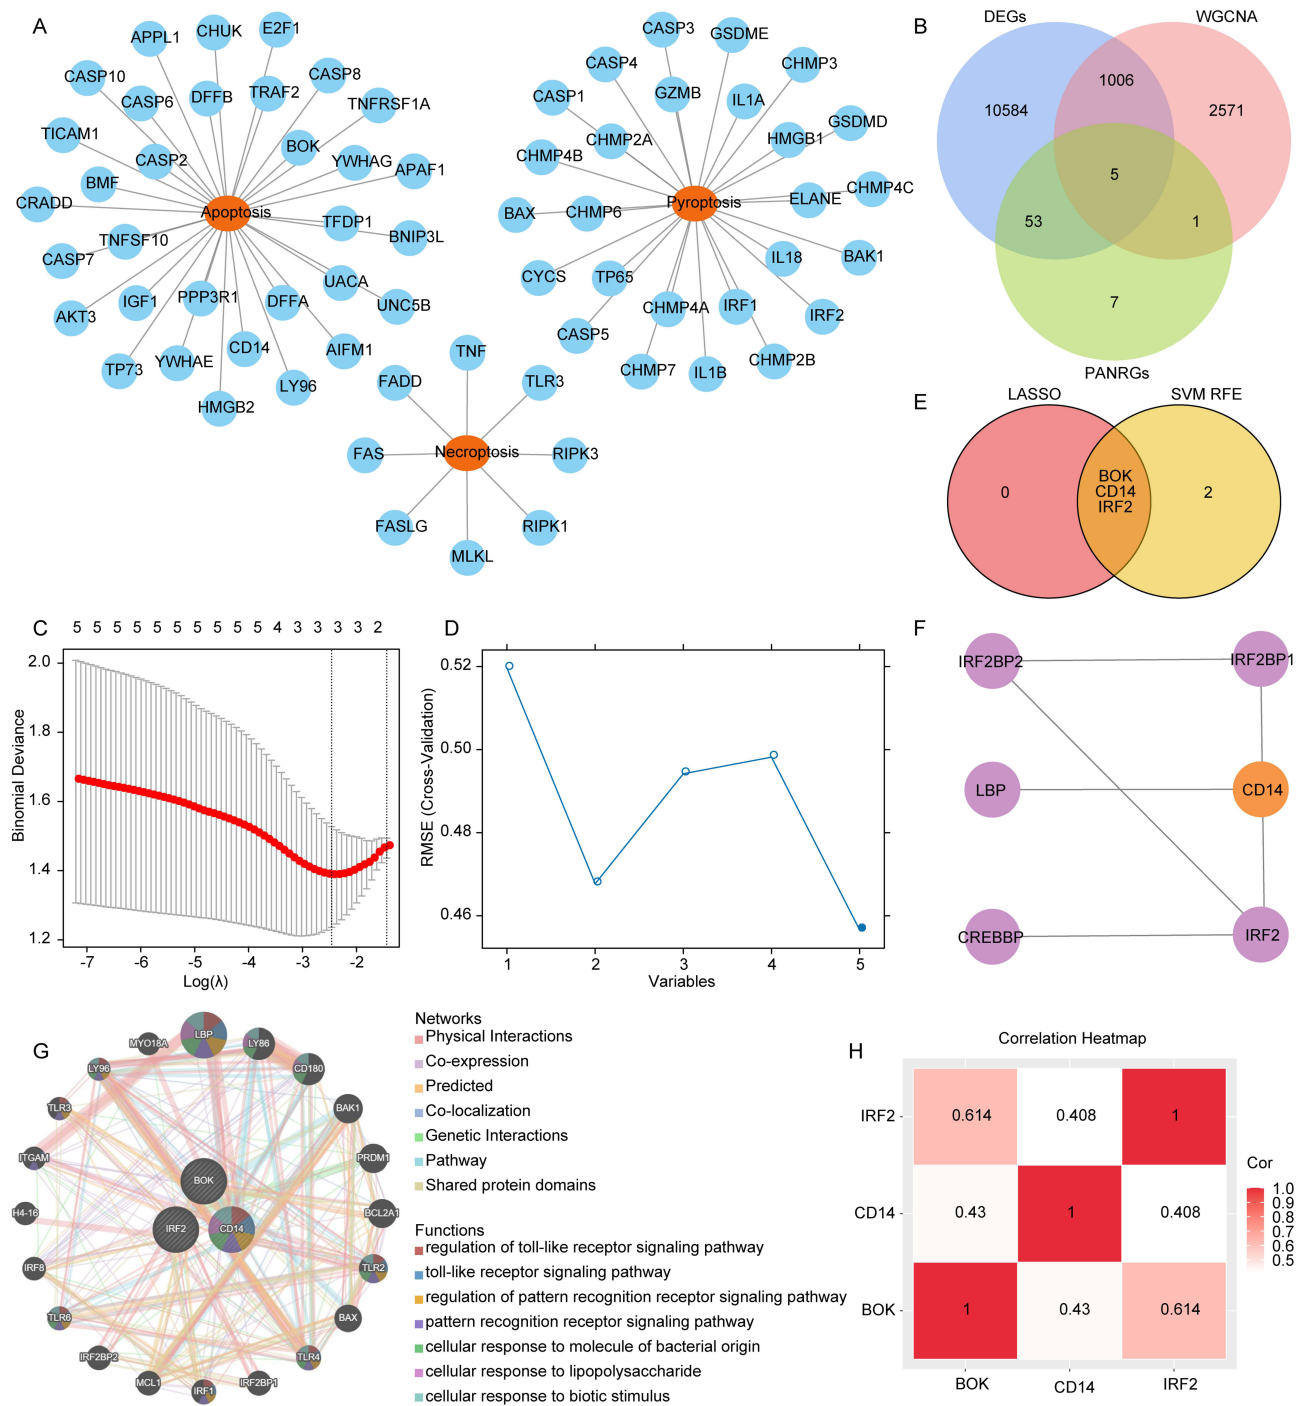 A
APPL1
CHUK
E2F1
CASP10
CASP6
DFFB
TRAF2
CASP8
TNFRSF1A
TICAM1
CASP2
BOK
YWHAG
APAF1
BMF
CRADD
Apoptosis
TFDP1
BNIP3L
TNFSF10
CASP7
UACA
UNC5B
IGF1
PPP3R1
DFFA
AKT3
CD14
AIFM1
TP73
YWHAE
LY96
HMGB2
CASP3
GSDME
CASP4
CHMP3
CASP1
GZMB
IL1A
GSDMD
CHMP2A
HMGB1
CHMP4B
CHMP4C
ELANE
BAX
CHMP6
Pyroptosis
IL18
BAK1
CYCS
TP65
CHMP4A
IRF1
IRF2
CASP5
CHMP7
IL1B
CHMP2B
TNF
FADD
TLR3
FAS
Necroptosis
RIPK3
FASLG
RIPK1
MLKL
B
DEGs
WGCNA
1006
10584
2571
5
53
1
7
PANRGs
E
LASSO
SVM RFE
0
BOK
CD14
IRF2
2
C
5 5 5 5 5 5 5 5 5 5 4 3 3 3 3 2
2.0
1.8
1.6
1.4
1.2
Binomial Deviance
-7 -6 -5 -4 -3 -2
Log(λ)
D
0.52
0.50
0.48
0.46
RMSE (Cross-Validation)
1 2 3 4 5
Variables
F
IRF2BP2
IRF2BP1
LBP
CD14
CREBBP
IRF2
G
LBP
MYO18A
LY86
LY96
CD180
TLR3
BAK1
ITGAM
PRDM1
BOK
H4-16
IRF2
CD14
BCL2A1
IRF8
TLR2
TLR6
BAX
IRF2BP2
TLR4
MCL1
IRF1
IRF2BP1
Networks
Physical Interactions
Co-expression
Predicted
Co-localization
Genetic Interactions
Pathway
Shared protein domains
Functions
regulation of toll-like receptor signaling pathway
toll-like receptor signaling pathway
regulation of pattern recognition receptor signaling pathway
pattern recognition receptor signaling pathway
cellular response to molecule of bacterial origin
cellular response to lipopolysaccharide
cellular response to biotic stimulus
H
Correlation Heatmap
IRF2
0.614 0.408 1
CD14
0.43 1 0.408
BOK
1 0.43 0.614
BOK CD14 IRF2
Cor
1.0
0.9
0.8
0.7
0.6
0.5